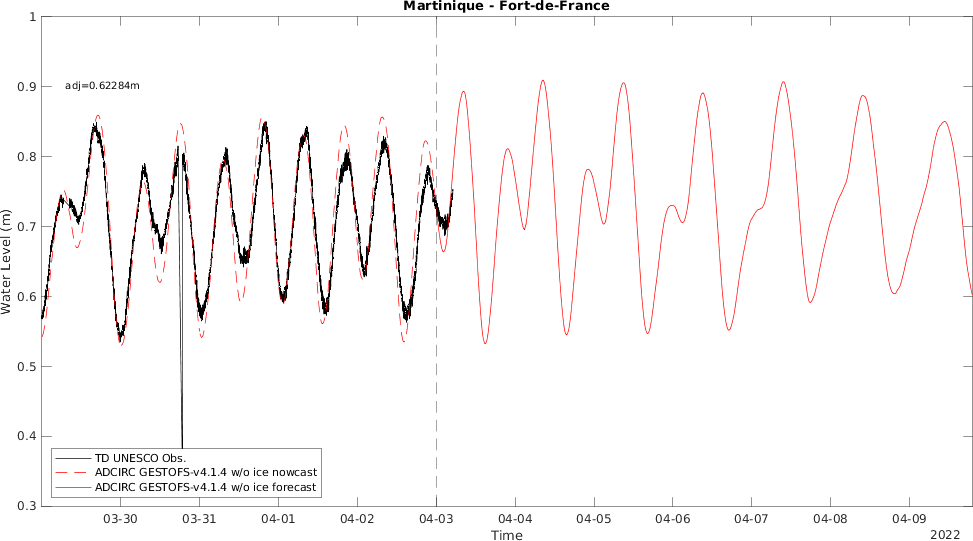 Martinique - Fort-de-France
1
0.9
adj=0.62284m
0.8
0.7
0.6
0.5
0.4
0.3
Water Level (m)
TD UNESCO Obs.
ADCIRC GESTOFS-v4.1.4 w/o ice nowcast
ADCIRC GESTOFS-v4.1.4 w/o ice forecast
03-30 03-31 04-01 04-02 04-03 04-04 04-05 04-06 04-07 04-08 04-09
Time
2022